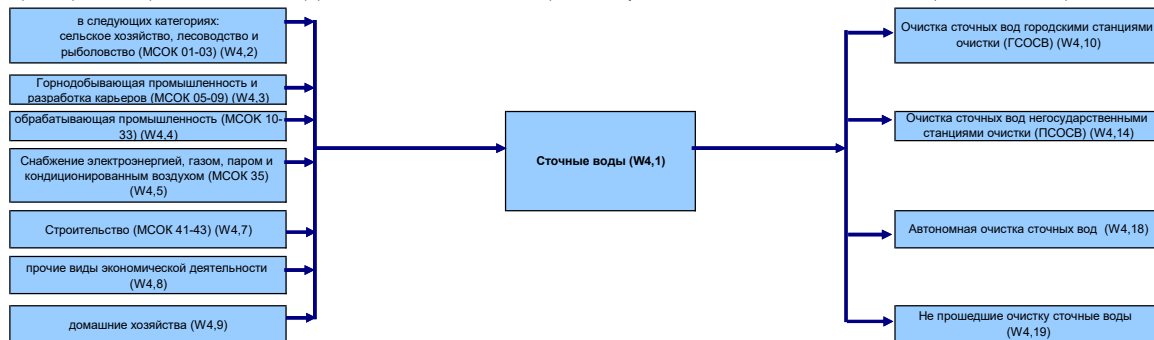 в следующих категориях:
сельское хозяйство, лесоводство и
рыболовство (МСОК 01-03) (W4,2)
Горнодобывающая промышленность и
разработка карьеров (МСОК 05-09) (W4,3)
обрабатывающая промышленность (МСОК 10-
33) (W4,4)
Снабжение электроэнергией, газом, паром и
кондиционированным воздухом (МСОК 35)
(W4,5)
Строительство (МСОК 41-43) (W4,7)
прочие виды экономической деятельности
(W4,8)
домашние хозяйства (W4,9)
Сточные воды (W4,1)
Очистка сточных вод городскими станциями
очистки (ГСОСВ) (W4,10)
Очистка сточных вод негосударственными
станциями очистки (ПСОСВ) (W4,14)
Автономная очистка сточных вод (W4,18)
Не прошедшие очистку сточные воды
(W4,19)